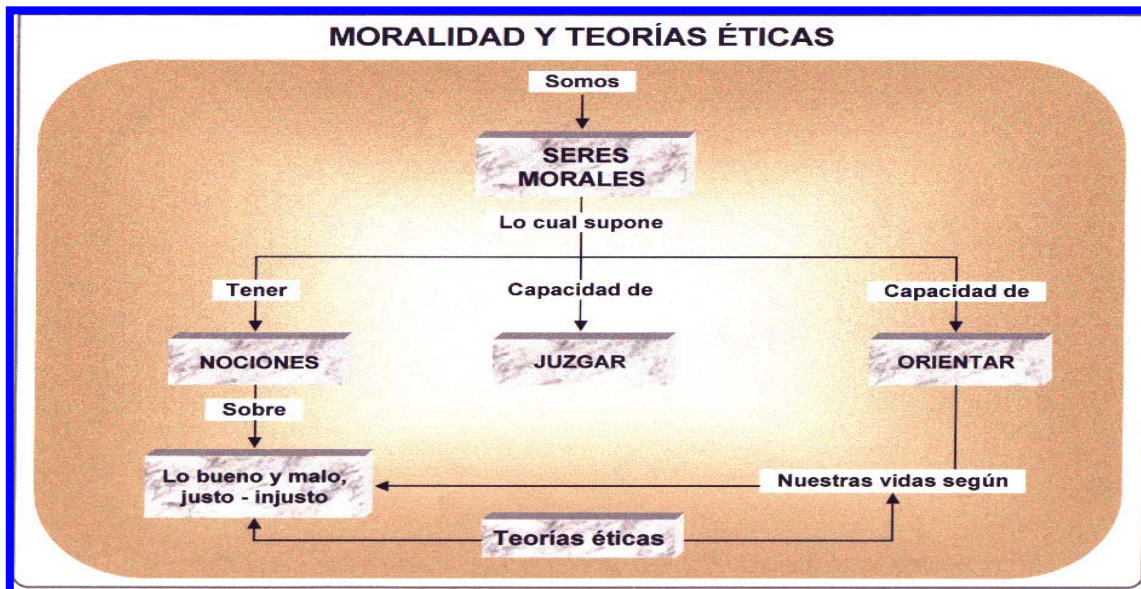 MORALIDAD Y TEORÍAS ÉTICAS
Somos
SERES
MORALES
Lo cual supone
Tener
Capacidad de
Capacidad de
NOCIONES
JUZGAR
ORIENTAR
Sobre
Lo bueno y malo,
justo - injusto
Nuestras vidas según
Teorías éticas